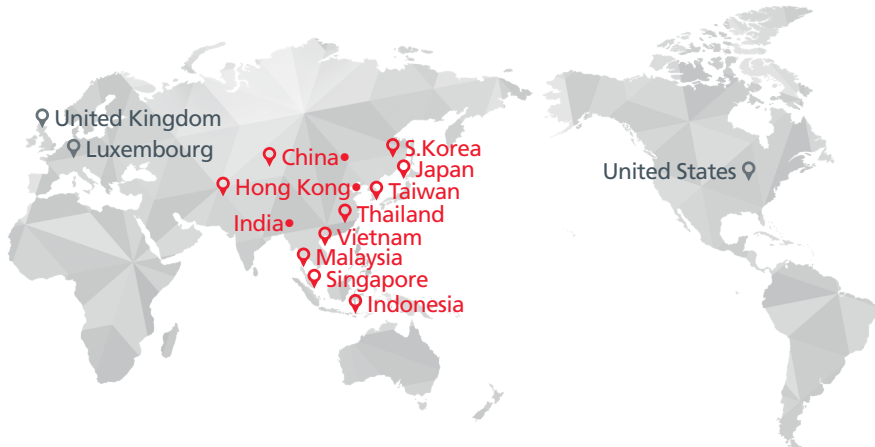 United Kingdom
Luxembourg
China
S.Korea
Japan
Hong Kong
Taiwan
United States
Thailand
India
Vietnam
Malaysia
Singapore
Indonesia